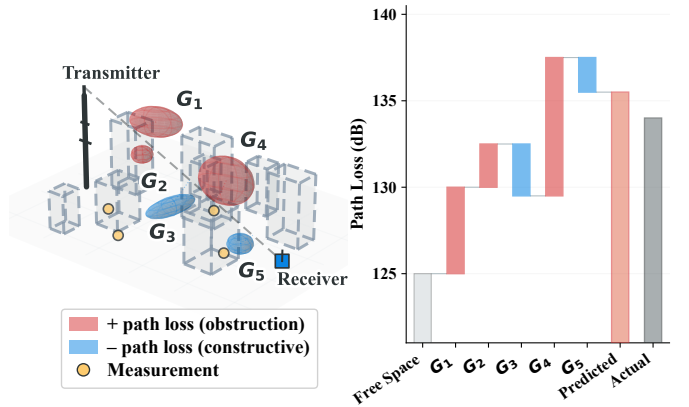 Transmitter
G₁
G₄
G₂
G₃
G₅
Receiver
+ path loss (obstruction)
– path loss (constructive)
Measurement
Path Loss (dB)
140
135
130
125
Free Space
G₁
G₂
G₃
G₄
G₅
Predicted
Actual